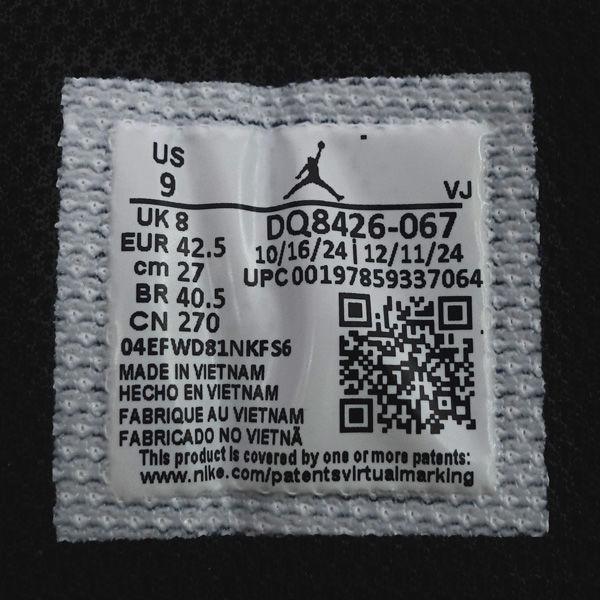 US
9
VJ
UK 8
EUR 42.5
cm 27
BR 40.5
CN 270
DQ8426-067
10/16/24 | 12/11/24
UPC00197859337064
04EFWD81NKFS6
MADE IN VIETNAM
HECHO EN VIETNAM
FABRIQUE AU VIETNAM
FABRICADO NO VIETNÃ
This product is covered by one or more patents:
www.nike.com/patentsvirtualmarking